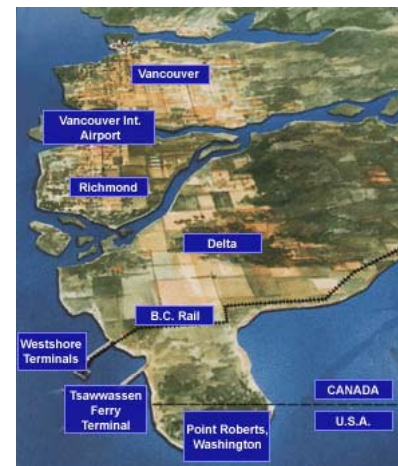 Vancouver
Vancouver Int.
Airport
Richmond
Delta
B.C. Rail
Westshore
Terminals
Tsawwassen
Ferry
Terminal
CANADA
U.S.A.
Point Roberts,
Washington